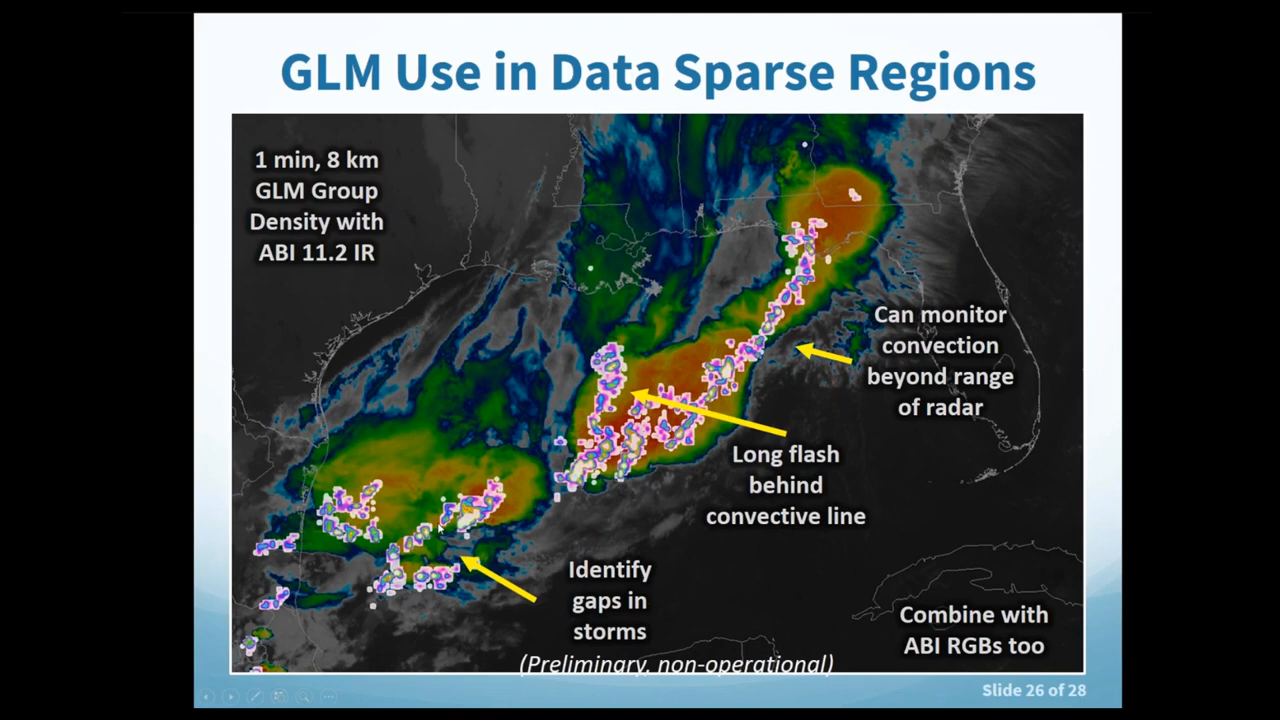 GLM Use in Data Sparse Regions
1 min, 8 km
GLM Group
Density with
ABI 11.2 IR
Can monitor
convection
beyond range
of radar
Long flash
behind
convective line
Identify
gaps in
storms
Combine with
ABI RGBs too
(Preliminary, non-operational)
Slide 26 of 28